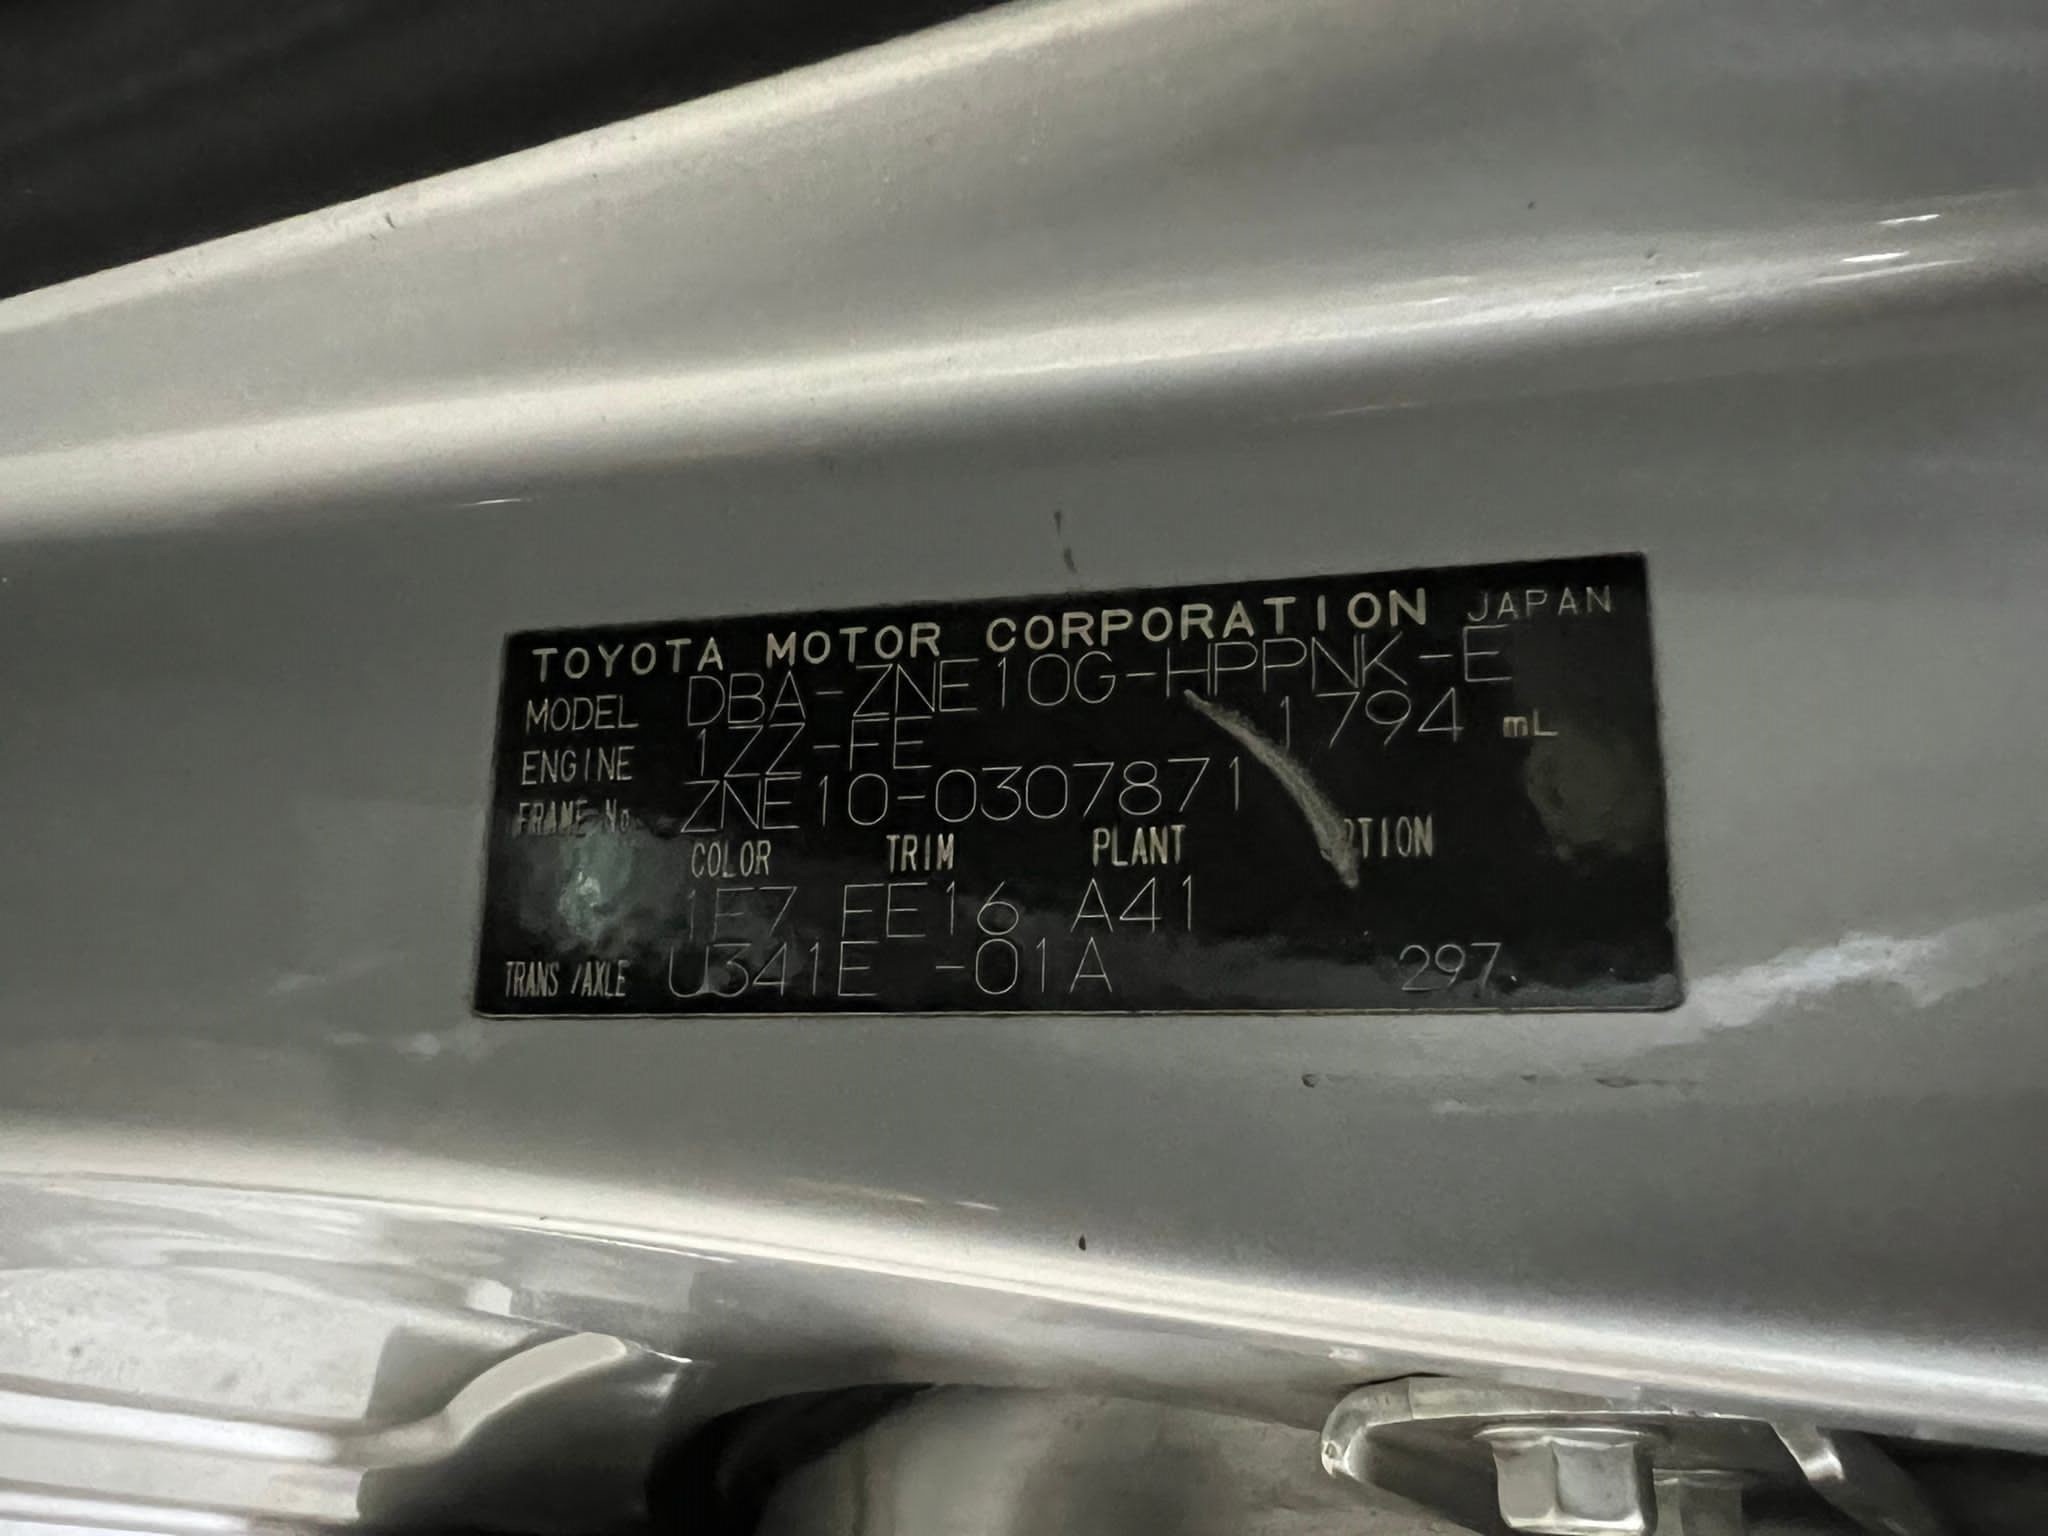 TOYOTA MOTOR CORPORATION JAPAN
MODEL DBA-ZNE10G-HPPNK-E
ENGINE 1ZZ-FE 1794 mL
FRAME No. ZNE10-0307871
COLOR TRIM PLANT OPTION
1F7 FE16 A41
TRANS/AXLE U341E -01A 297